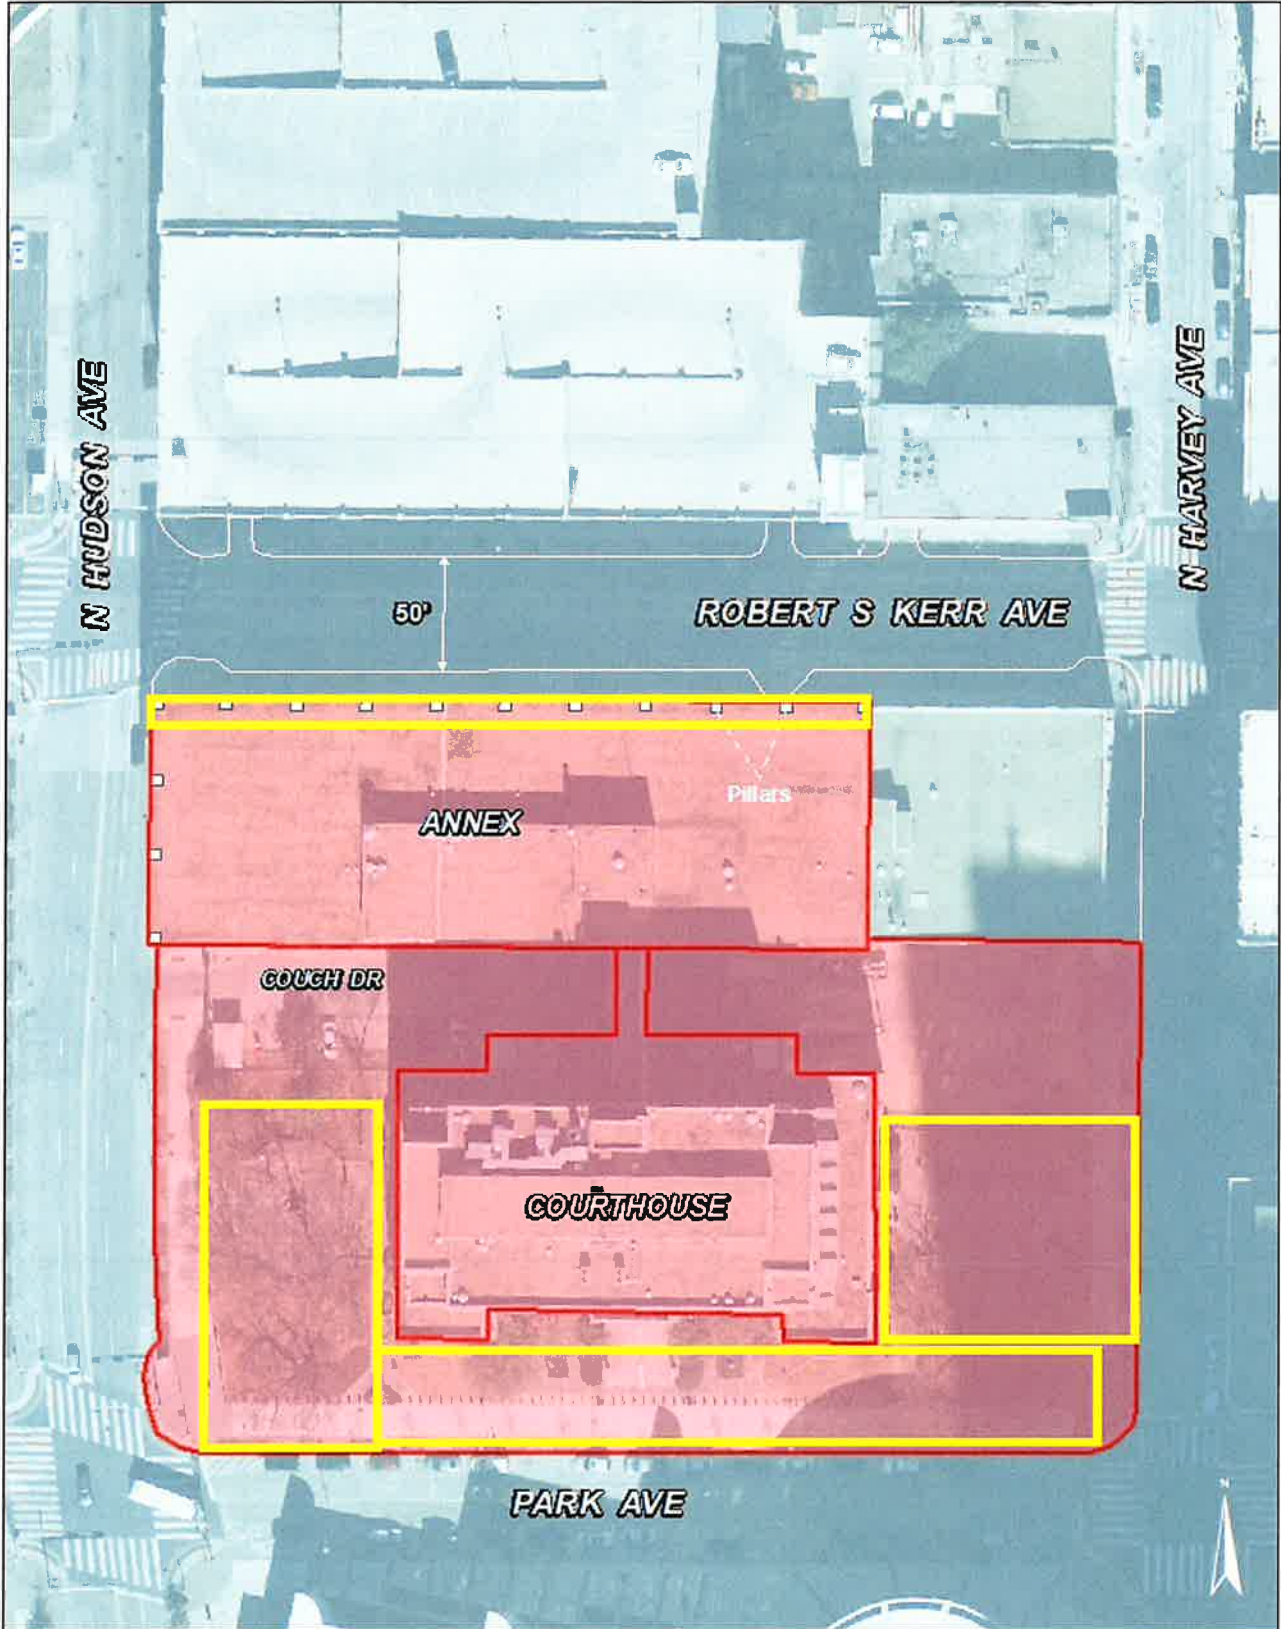 N HUDSON AVE
N HARVEY AVE
50'
ROBERT S KERR AVE
Pillars
ANNEX
COUCH DR
COURTHOUSE
PARK AVE
N